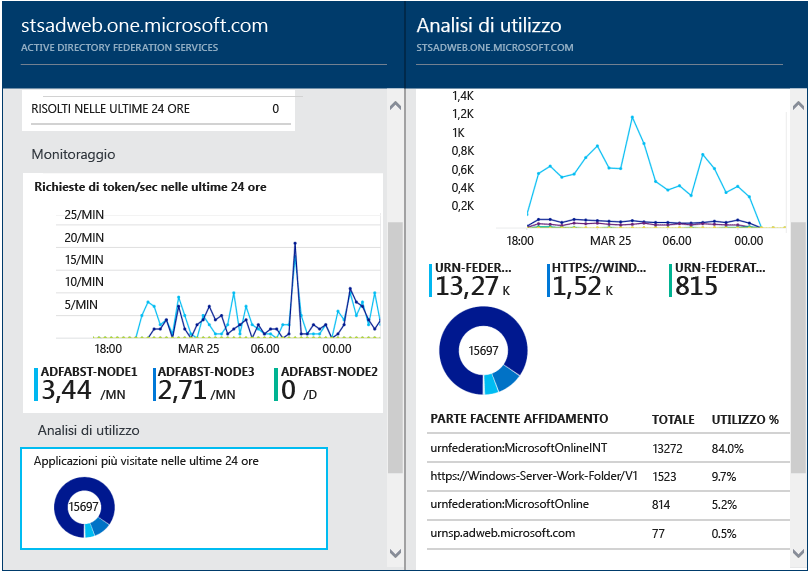 stsadweb.one.microsoft.com
ACTIVE DIRECTORY FEDERATION SERVICES
RISOLTI NELLE ULTIME 24 ORE 0
Monitoraggio
Richieste di token/sec nelle ultime 24 ore
25/MIN
20/MIN
15/MIN
10/MIN
5/MIN
18:00 MAR 25 06.00 00.00
ADFABST-NODE1 ADFABST-NODE3 ADFABST-NODE2
3,44 /MN 2,71 /MN 0 /D
Analisi di utilizzo
Applicazioni più visitate nelle ultime 24 ore
15697
Analisi di utilizzo
STSADWEB.ONE.MICROSOFT.COM
1,4K
1,2K
1K
0,8K
0,6K
0,4K
0,2K
18:00 MAR 25 06.00 00.00
URN-FEDER... HTTPS://WIND... URN-FEDERAT...
13,27 K 1,52 K 815
15697
PARTE FACENTE AFFIDAMENTO TOTALE UTILIZZO %
urnfederation:MicrosoftOnlineINT 13272 84.0%
https://Windows-Server-Work-Folder/V1 1523 9.7%
urnfederation:MicrosoftOnline 814 5.2%
urnsp.adweb.microsoft.com 77 0.5%